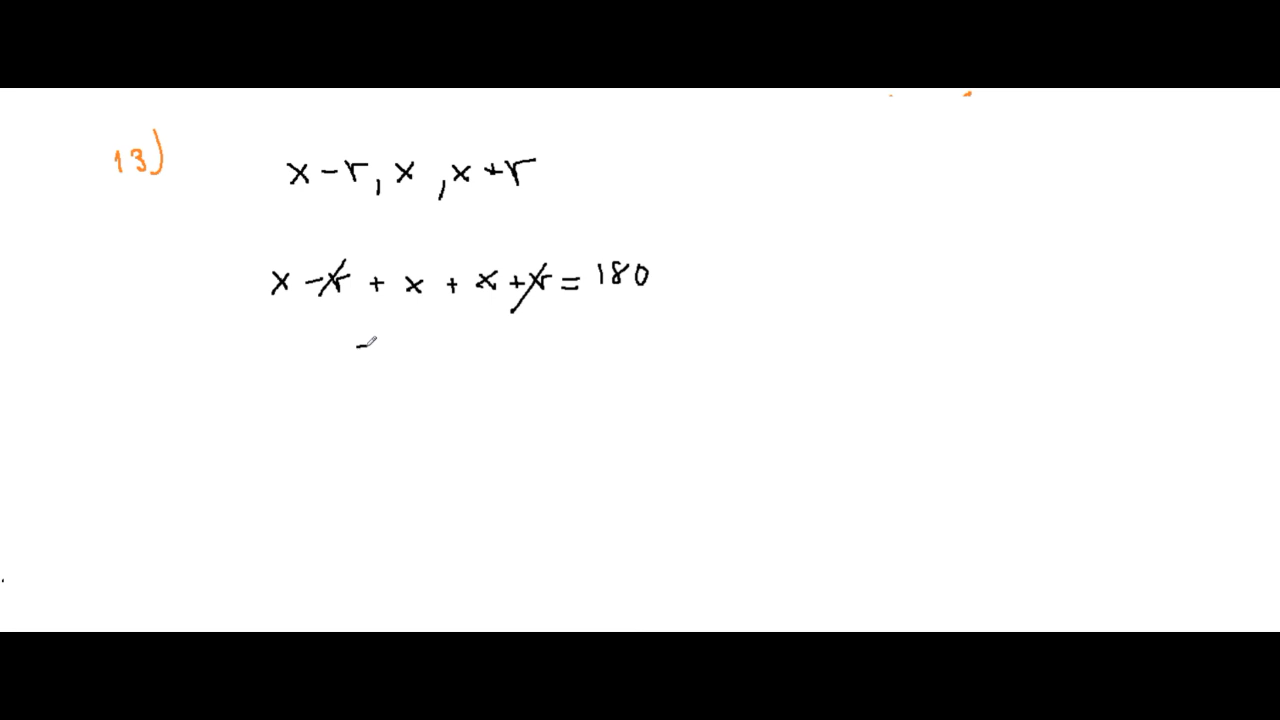 13)
x-r, x, x+r
x - r + x + x + r = 180